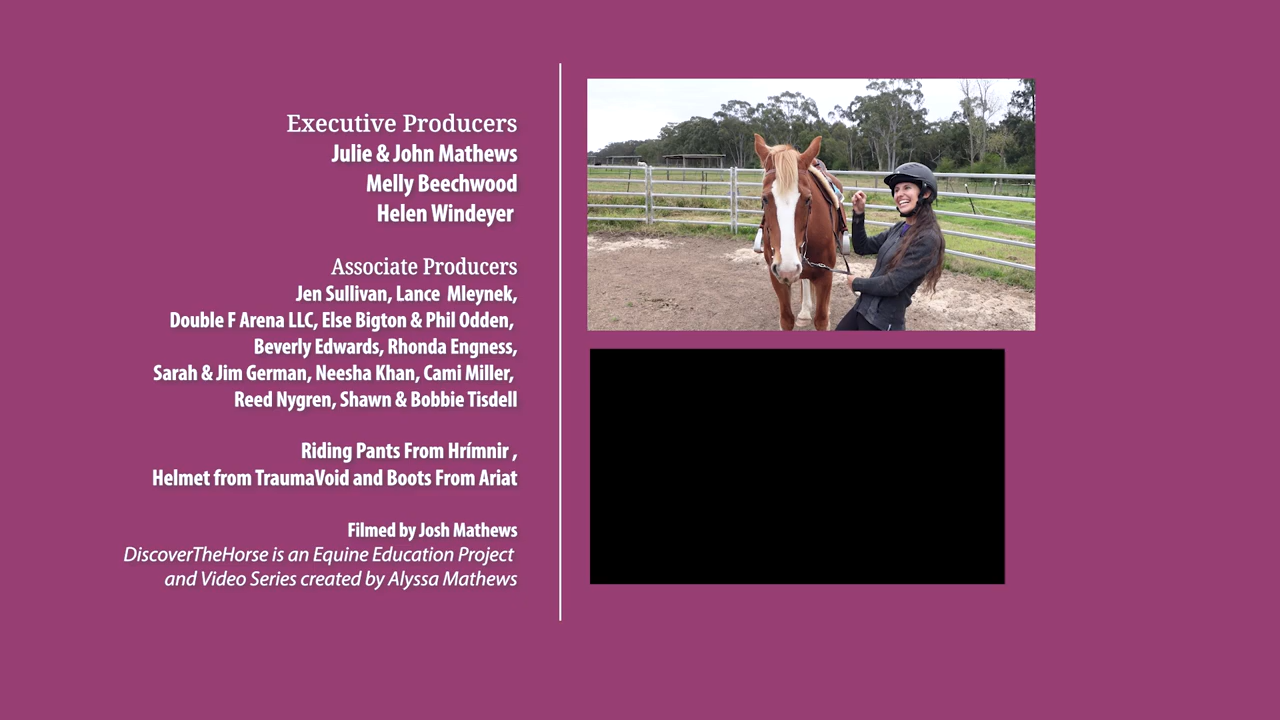 Executive Producers
Julie & John Mathews
Melly Beechwood
Helen Windeyer
Associate Producers
Jen Sullivan, Lance Mleynek,
Double F Arena LLC, Else Bigton & Phil Odden,
Beverly Edwards, Rhonda Engness,
Sarah & Jim German, Neesha Khan, Cami Miller,
Reed Nygren, Shawn & Bobbie Tisdell
Riding Pants From Hrímnir ,
Helmet from TraumaVoid and Boots From Ariat
Filmed by Josh Mathews
DiscoverTheHorse is an Equine Education Project
and Video Series created by Alyssa Mathews